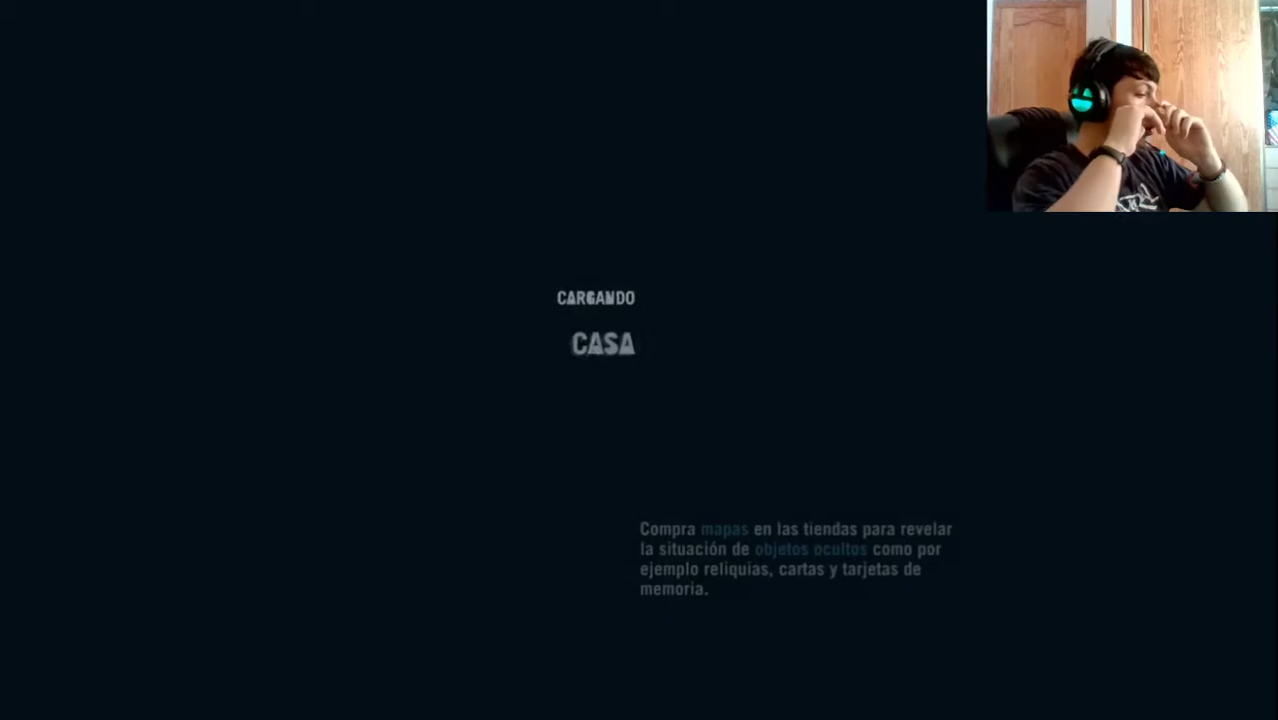 CARGANDO
CASA
Compra mapas en las tiendas para revelar
la situación de objetos ocultos como por
ejemplo reliquias, cartas y tarjetas de
memoria.